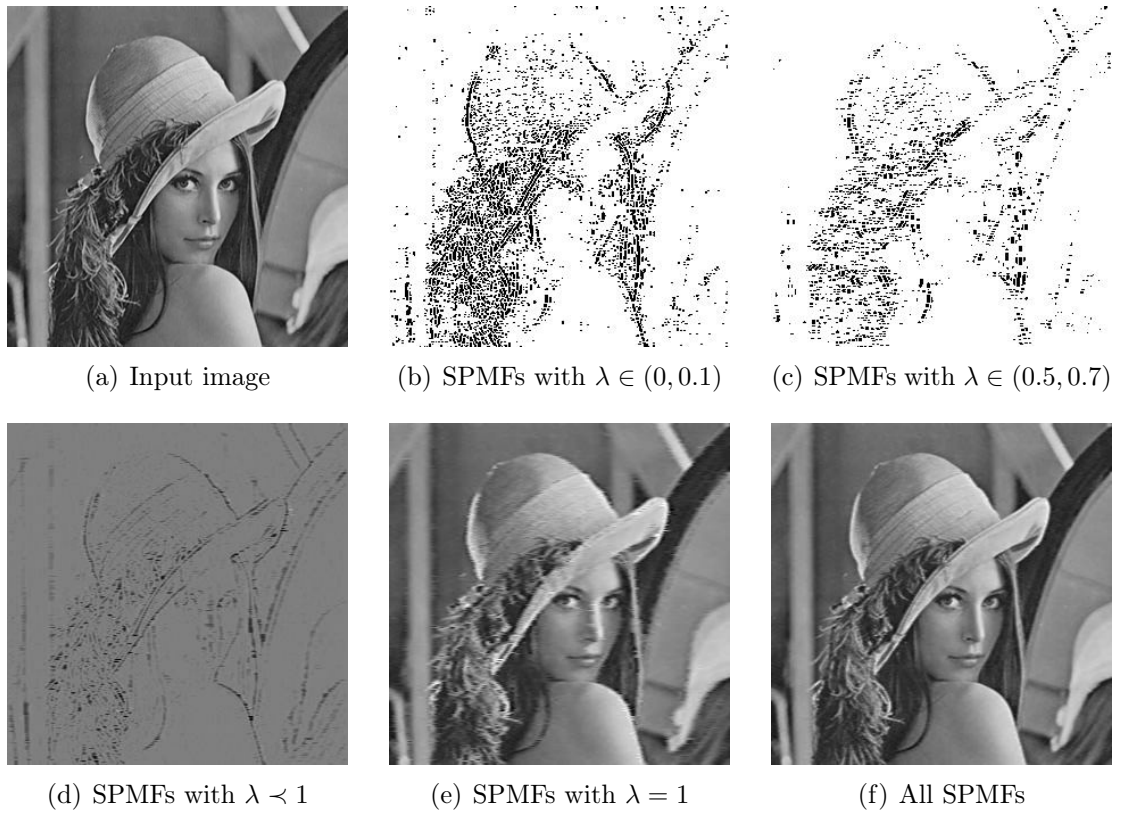 (a) Input image
(b) SPMFs with λ ∈ (0, 0.1)
(c) SPMFs with λ ∈ (0.5, 0.7)
(d) SPMFs with λ ≺ 1
(e) SPMFs with λ = 1
(f) All SPMFs